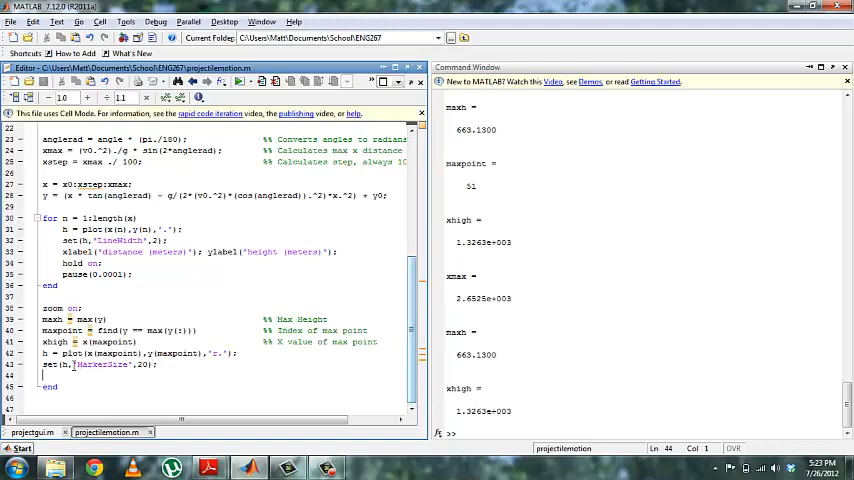 MATLAB 7.12.0 (R2011a)
File Edit Text Go Cell Tools Debug Parallel Desktop Window Help
Current Folder: C:\Users\Matt\Documents\School\ENG267
Shortcuts How to Add What's New
Editor - C:\Users\Matt\Documents\School\ENG267\projectilemotion.m
1.0 1.1
This file uses Cell Mode. For information, see the rapid code iteration video, the publishing video, or help.
22
23 anglerad = angle * (pi./180); %% Converts angles to radians
24 xmax = (v0.^2)./g * sin(2*anglerad); %% Calculates max x distance
25 xstep = xmax ./ 100; %% Calculates step, always 10
26
27 x = x0:xstep:xmax;
28 y = (x * tan(anglerad) - g/(2*(v0.^2)*(cos(anglerad)).^2)*x.^2) + y0;
29
30 for n = 1:length(x)
31 h = plot(x(n),y(n),'.');
32 set(h,'LineWidth',2);
33 xlabel('distance (meters)'); ylabel('height (meters)');
34 hold on;
35 pause(0.0001);
36 end
37
38 zoom on;
39 maxh = max(y) %% Max Height
40 maxpoint = find(y == max(y(:))) %% Index of max point
41 xhigh = x(maxpoint) %% X value of max point
42 h = plot(x(maxpoint),y(maxpoint),'r.');
43 set(h,'MarkerSize',20);
44
45 end
46
47
projectgui.m projectilemotion.m
Command Window
New to MATLAB? Watch this Video, see Demos, or read Getting Started.
maxh =
663.1300
maxpoint =
51
xhigh =
1.3263e+003
xmax =
2.6525e+003
maxh =
663.1300
xhigh =
1.3263e+003
fx >>
Start
projectilemotion Ln 44 Col 1 OVR
5:23 PM
7/26/2012